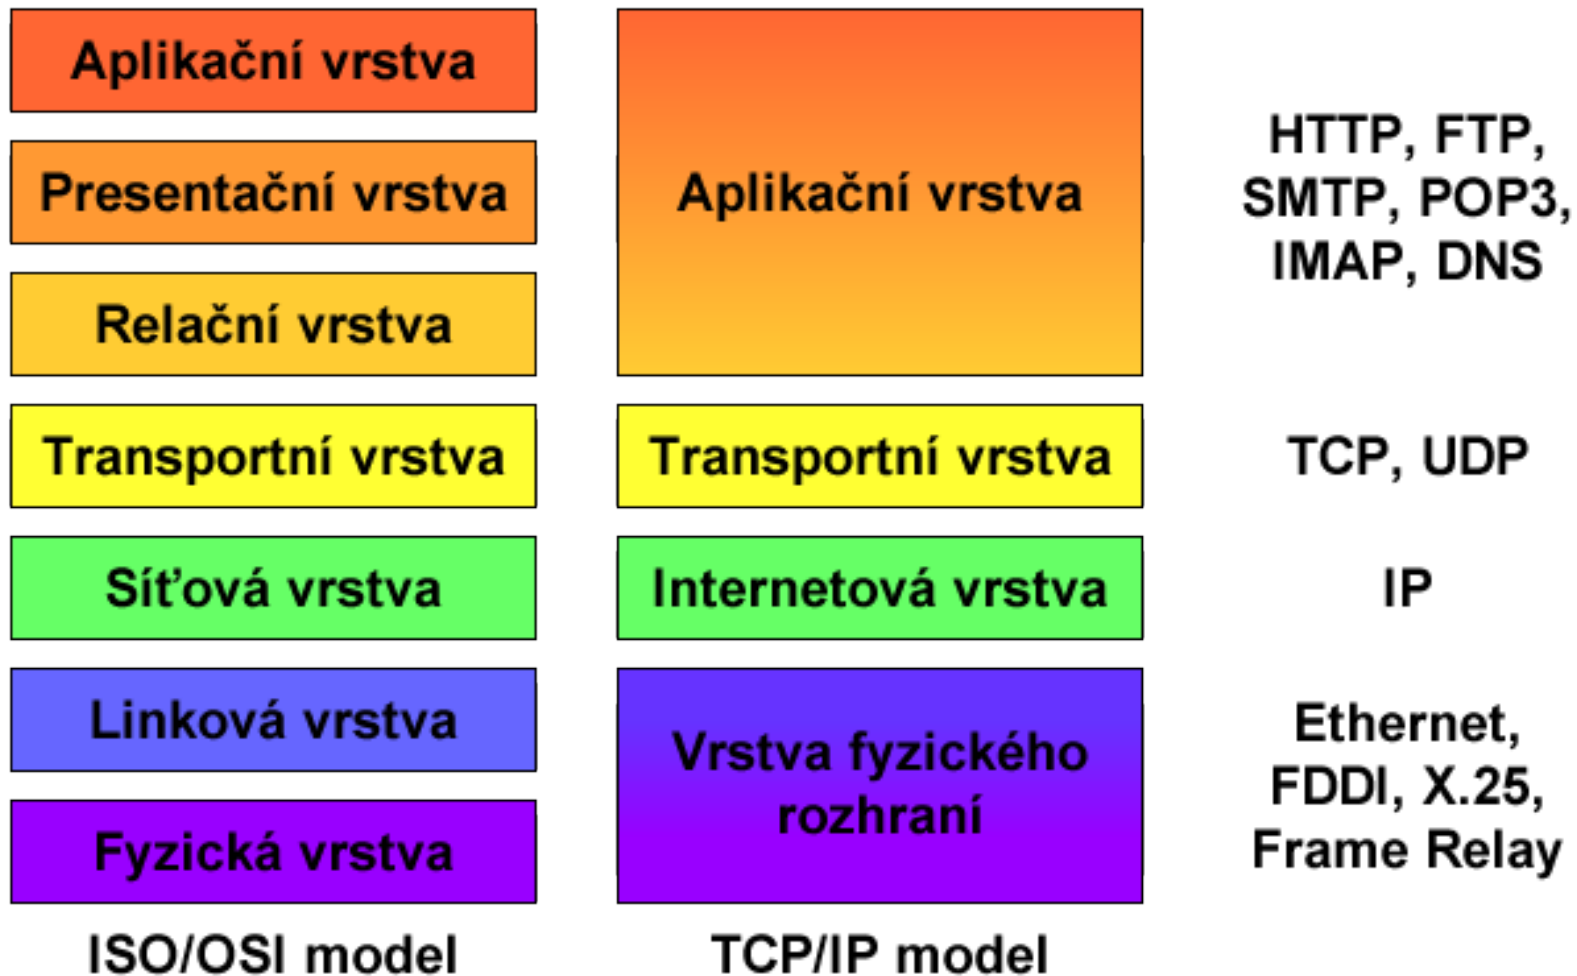 Aplikační vrstva
Presentační vrstva
Relační vrstva
Transportní vrstva
Síťová vrstva
Linková vrstva
Fyzická vrstva
ISO/OSI model
Aplikační vrstva
Transportní vrstva
Internetová vrstva
Vrstva fyzického
rozhraní
TCP/IP model
HTTP, FTP,
SMTP, POP3,
IMAP, DNS
TCP, UDP
IP
Ethernet,
FDDI, X.25,
Frame Relay